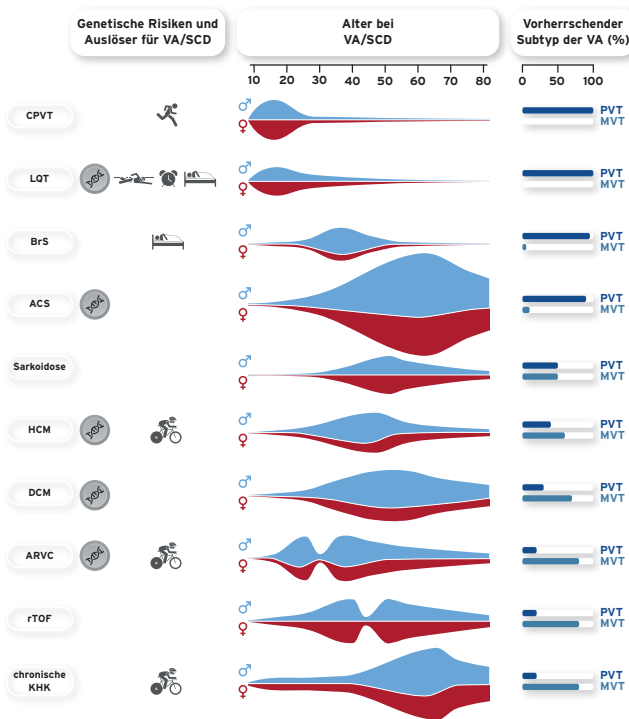 Genetische Risiken und
Auslöser für VA/SCD
Alter bei
VA/SCD
Vorherrschender
Subtyp der VA (%)
10 20 30 40 50 60 70 80
0 50 100
CPVT
♂
♀
PVT
MVT
LQT
♂
♀
PVT
MVT
BrS
♂
♀
PVT
MVT
ACS
♂
♀
PVT
MVT
Sarkoidose
♂
♀
PVT
MVT
HCM
♂
♀
PVT
MVT
DCM
♂
♀
PVT
MVT
ARVC
♂
♀
PVT
MVT
rTOF
♂
♀
PVT
MVT
chronische
KHK
♂
♀
PVT
MVT